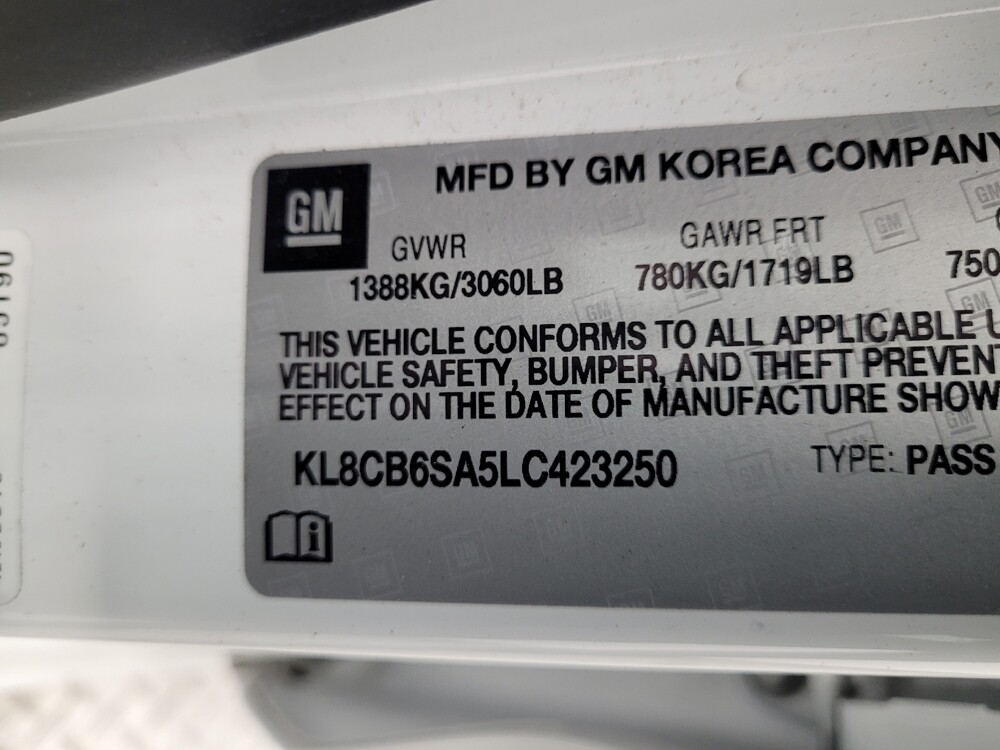 GM
MFD BY GM KOREA COMPANY
GVWR
GAWR FRT
1388KG/3060LB
780KG/1719LB
750
THIS VEHICLE CONFORMS TO ALL APPLICABLE U
VEHICLE SAFETY, BUMPER, AND THEFT PREVENT
EFFECT ON THE DATE OF MANUFACTURE SHOW
KL8CB6SA5LC423250
TYPE: PASS